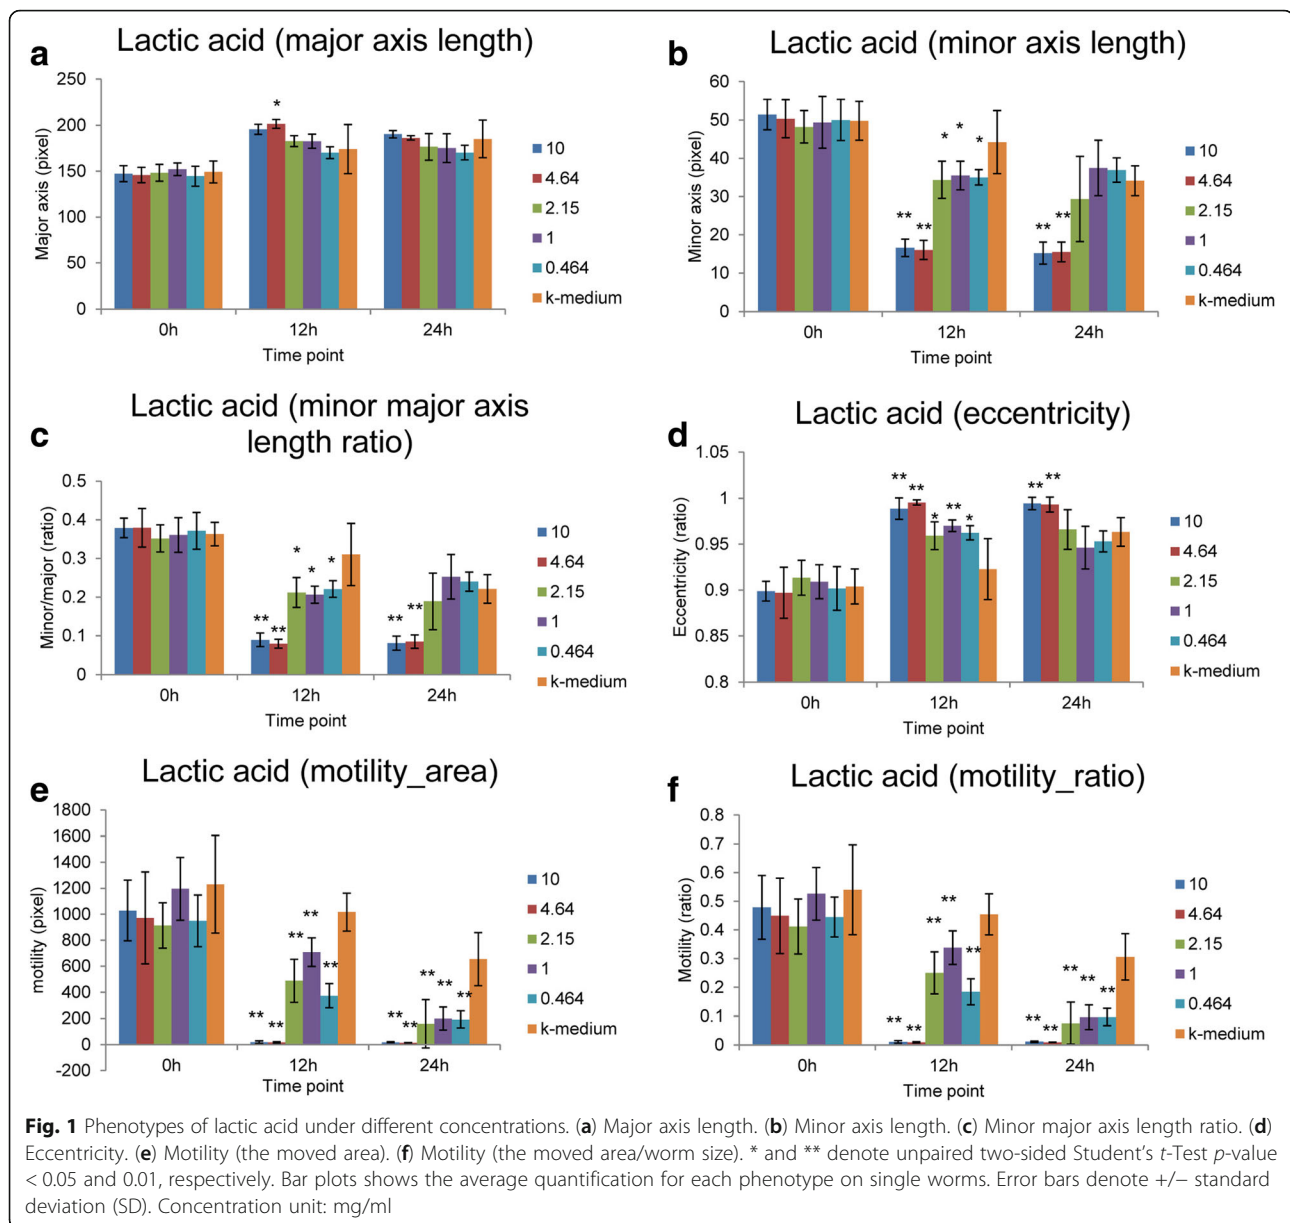 a
Lactic acid (major axis length)
Major axis (pixel)
250
200
150
100
50
0
*
0h
12h
24h
Time point
10
4.64
2.15
1
0.464
k-medium
b
Lactic acid (minor axis length)
Minor axis (pixel)
60
50
40
30
20
10
0
**
**
*
*
*
**
**
0h
12h
24h
Time point
10
4.64
2.15
1
0.464
k-medium
c
Lactic acid (minor major axis
length ratio)
Minor/major (ratio)
0.5
0.4
0.3
0.2
0.1
0
**
**
*
*
*
**
**
0h
12h
24h
Time point
10
4.64
2.15
1
0.464
k-medium
d
Lactic acid (eccentricity)
Eccentricity (ratio)
1.05
1
0.95
0.9
0.85
0.8
**
**
*
**
*
**
**
0h
12h
24h
Time point
10
4.64
2.15
1
0.464
k-medium
e
Lactic acid (motility_area)
motility (pixel)
1800
1600
1400
1200
1000
800
600
400
200
0
-200
**
**
**
**
**
**
**
**
**
**
0h
12h
24h
Time point
10
4.64
2.15
1
0.464
k-medium
f
Lactic acid (motility_ratio)
Motility (ratio)
0.8
0.7
0.6
0.5
0.4
0.3
0.2
0.1
0
**
**
**
**
**
**
**
**
**
**
0h
12h
24h
Time point
10
4.64
2.15
1
0.464
k-medium
Fig. 1 Phenotypes of lactic acid under different concentrations. (a) Major axis length. (b) Minor axis length. (c) Minor major axis length ratio. (d)
Eccentricity. (e) Motility (the moved area). (f) Motility (the moved area/worm size). * and ** denote unpaired two-sided Student's t-Test p-value
< 0.05 and 0.01, respectively. Bar plots shows the average quantification for each phenotype on single worms. Error bars denote +/− standard
deviation (SD). Concentration unit: mg/ml